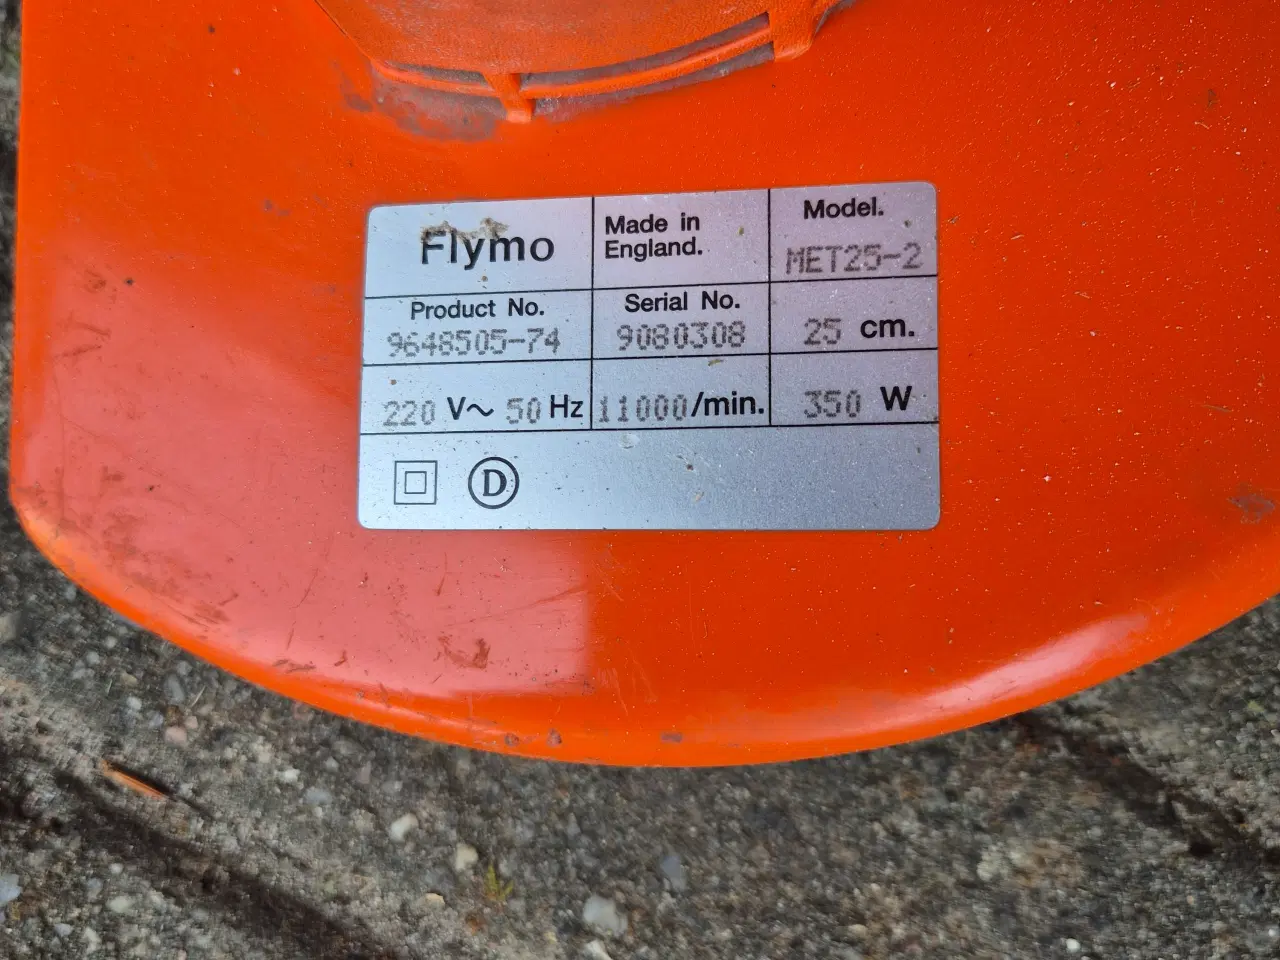 Flymo
Made in
England.
Model.
MET25-2
Product No.
9648505-74
Serial No.
9080308
25 cm.
220 V~ 50 Hz
11000/min.
350 W
D